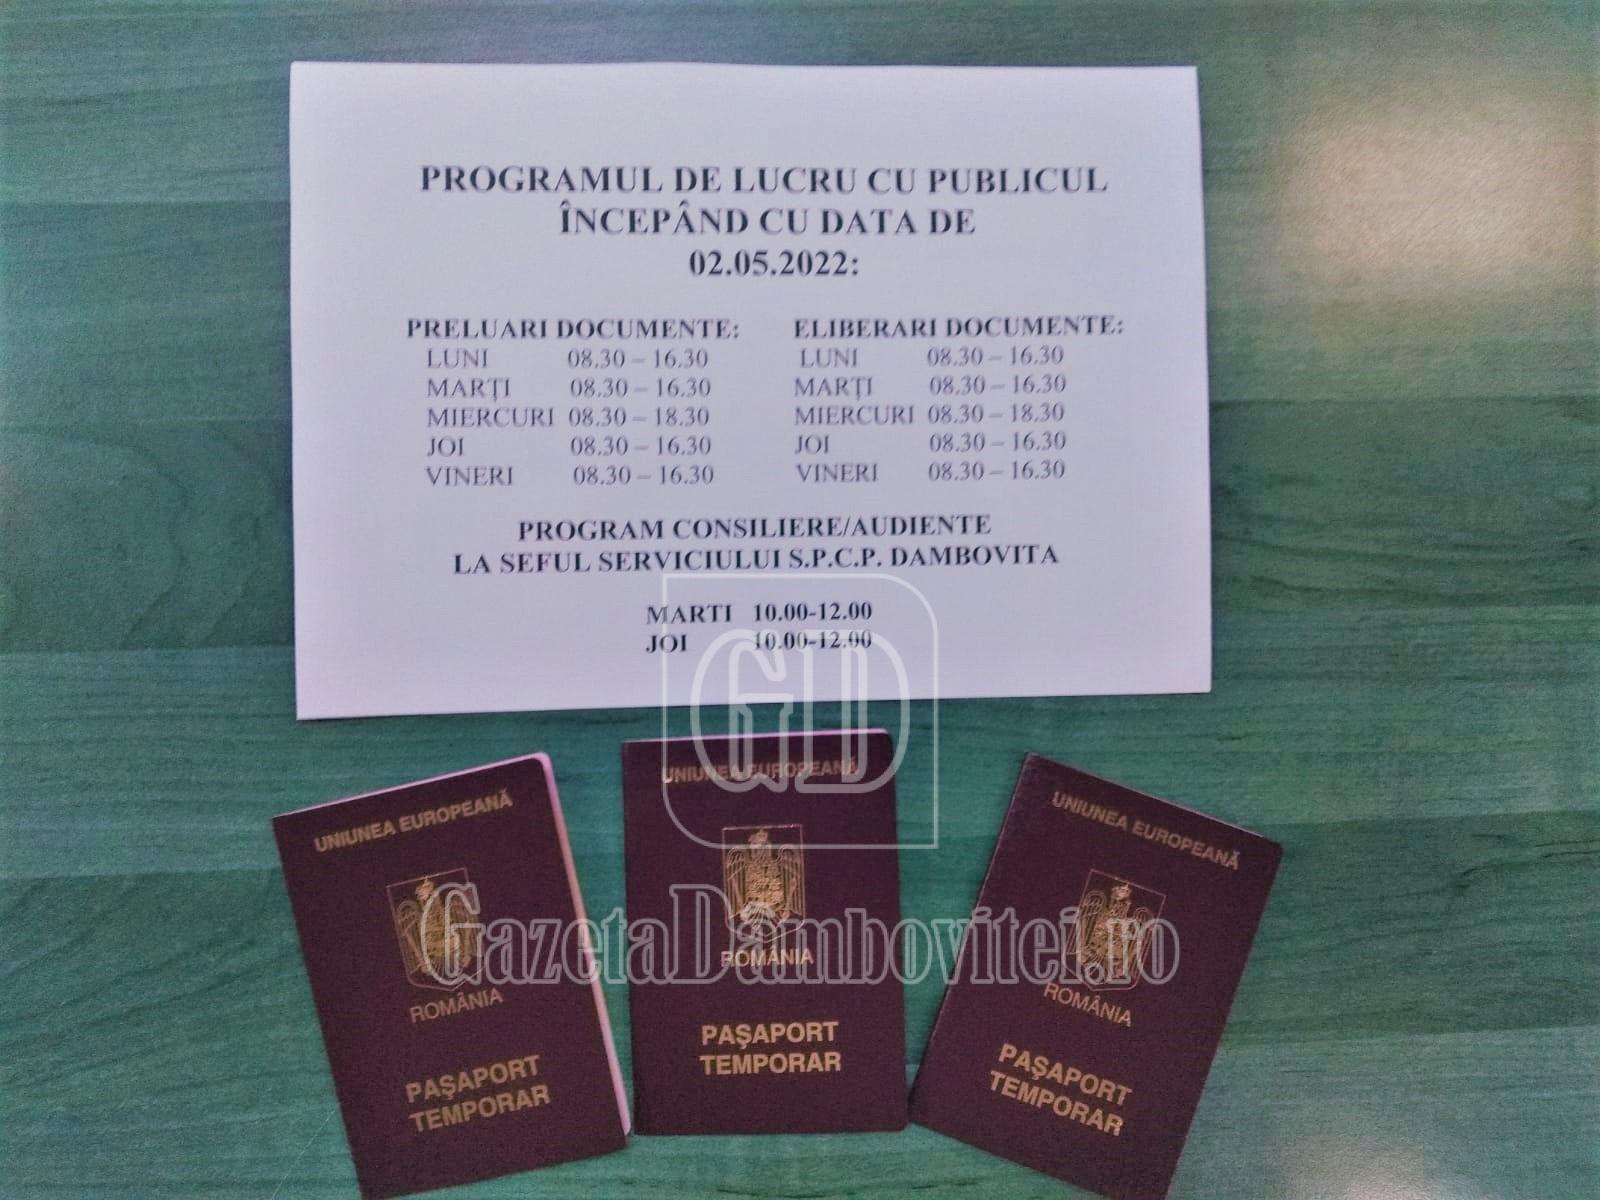 PROGRAMUL DE LUCRU CU PUBLICUL
ÎNCEPÂND CU DATA DE
02.05.2022:
PRELUARI DOCUMENTE:
LUNI 08.30 – 16.30
MARȚI 08.30 – 16.30
MIERCURI 08.30 – 18.30
JOI 08.30 – 16.30
VINERI 08.30 – 16.30
ELIBERARI DOCUMENTE:
LUNI 08.30 – 16.30
MARȚI 08.30 – 16.30
MIERCURI 08.30 – 18.30
JOI 08.30 – 16.30
VINERI 08.30 – 16.30
PROGRAM CONSILIERE/AUDIENTE
LA SEFUL SERVICIULUI S.P.C.P. DAMBOVITA
MARTI 10.00-12.00
JOI 10.00-12.00
GD
GazetaDâmbovitei.ro
UNIUNEA EUROPEANĂ
ROMÂNIA
PAȘAPORT
TEMPORAR
UNIUNEA EUROPEANĂ
ROMÂNIA
PAȘAPORT
TEMPORAR
UNIUNEA EUROPEANĂ
ROMÂNIA
PAȘAPORT
TEMPORAR